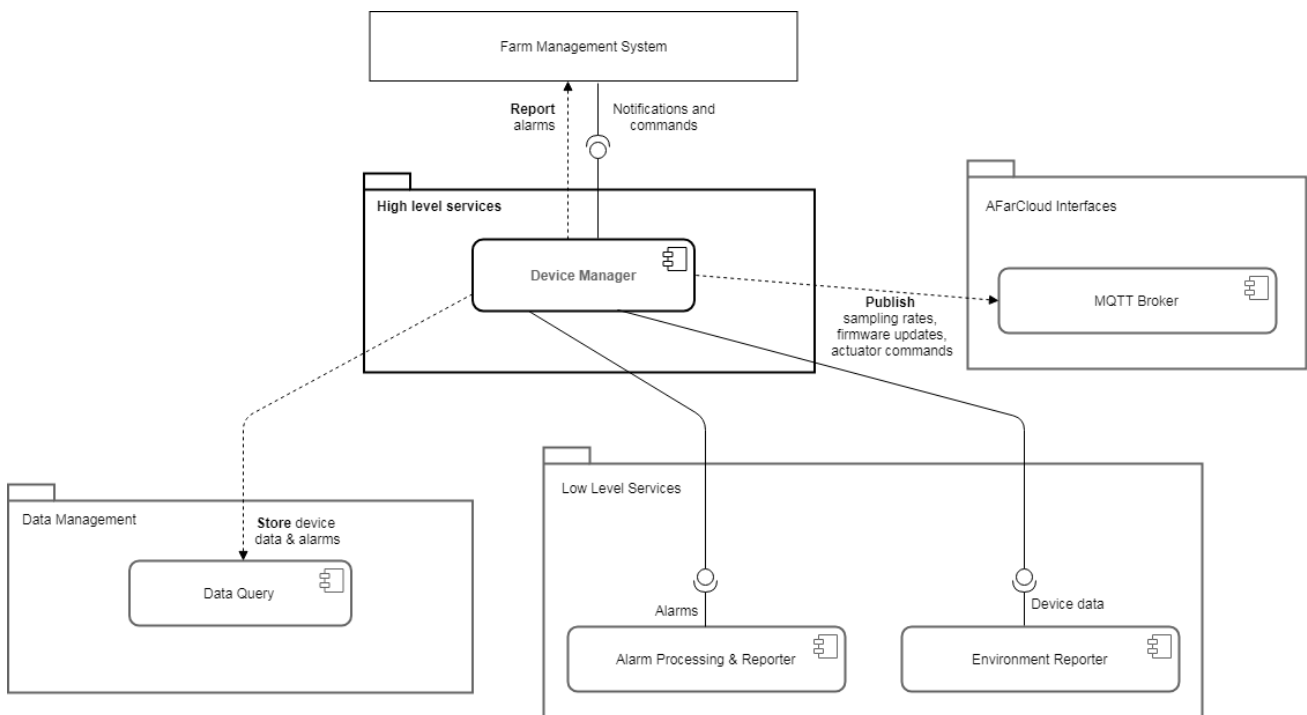 Farm Management System
Report
alarms
Notifications and
commands
High level services
AFarCloud Interfaces
Device Manager
MQTT Broker
Publish
sampling rates,
firmware updates,
actuator commands
Low Level Services
Data Management
Store device
data & alarms
Data Query
Alarms
Device data
Alarm Processing & Reporter
Environment Reporter